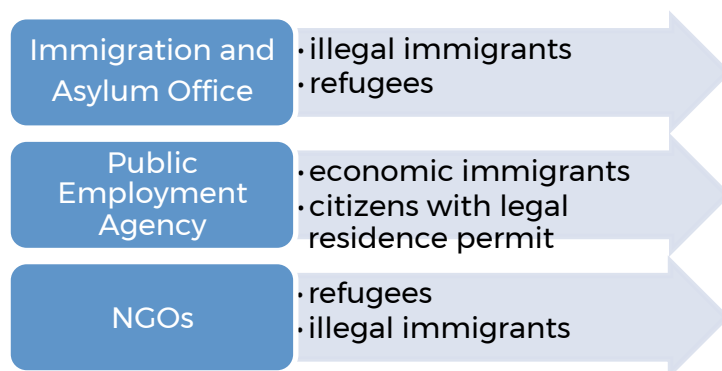 Immigration and
Asylum Office
· illegal immigrants
· refugees
Public
Employment
Agency
· economic immigrants
· citizens with legal
residence permit
NGOs
· refugees
· illegal immigrants